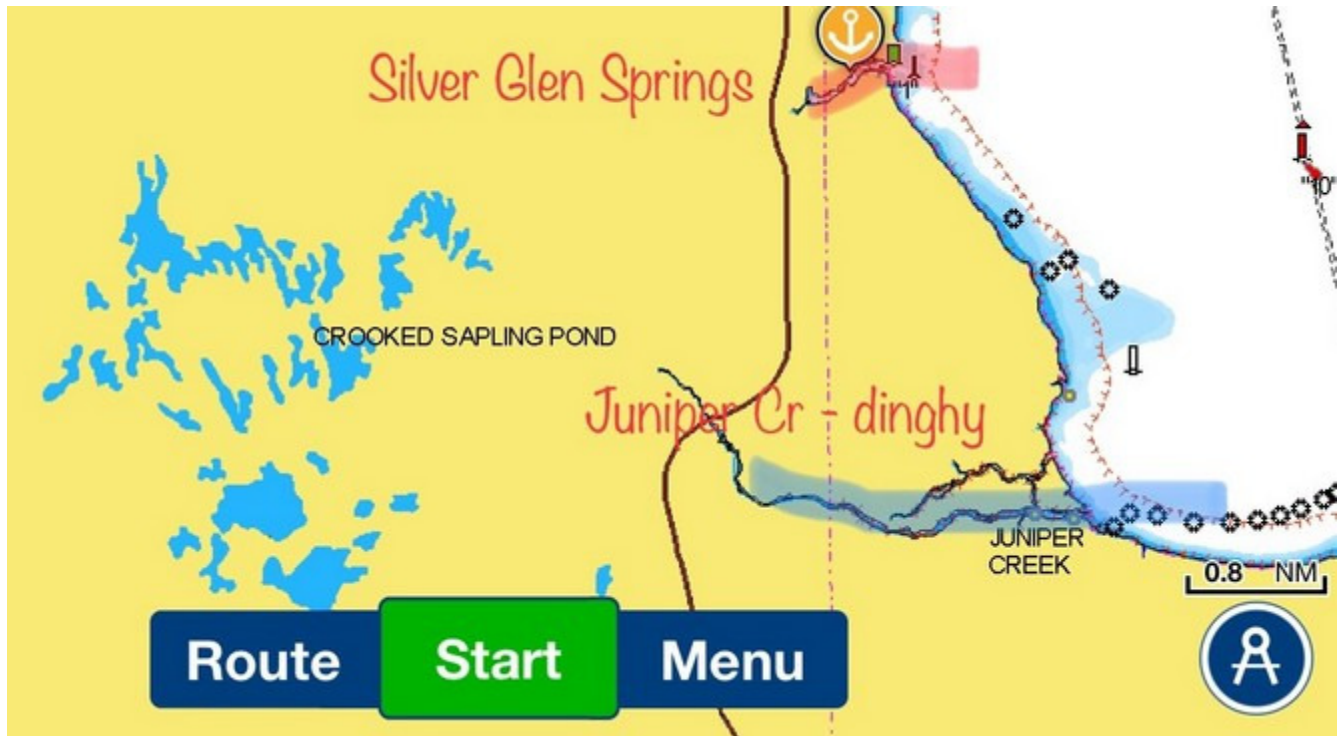 Silver Glen Springs
"1"
"10"
CROOKED SAPLING POND
Juniper Cr - dinghy
JUNIPER
CREEK
0.8 NM
Route Start Menu